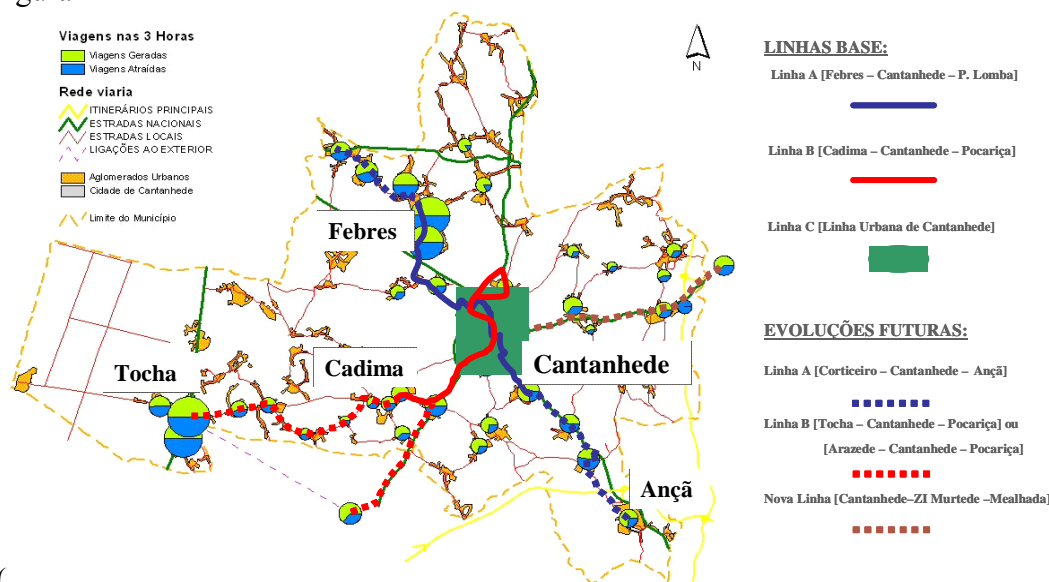 Viagens nas 3 Horas
Viagens Geradas
Viagens Atraídas
Rede viaria
ITINERÁRIOS PRINCIPAIS
ESTRADAS NACIONAIS
ESTRADAS LOCAIS
LIGAÇÕES AO EXTERIOR
Aglomerados Urbanos
Cidade de Cantanhede
Limite do Município
N
Febres
Tocha
Cadima
Cantanhede
Ançã
LINHAS BASE:
Linha A [Febres – Cantanhede – P. Lomba]
Linha B [Cadima – Cantanhede – Pocariça]
Linha C [Linha Urbana de Cantanhede]
EVOLUÇÕES FUTURAS:
Linha A [Corticeiro – Cantanhede – Ançã]
Linha B [Tocha – Cantanhede – Pocariça] ou
[Arazede – Cantanhede – Pocariça]
Nova Linha [Cantanhede–ZI Murtede –Mealhada]